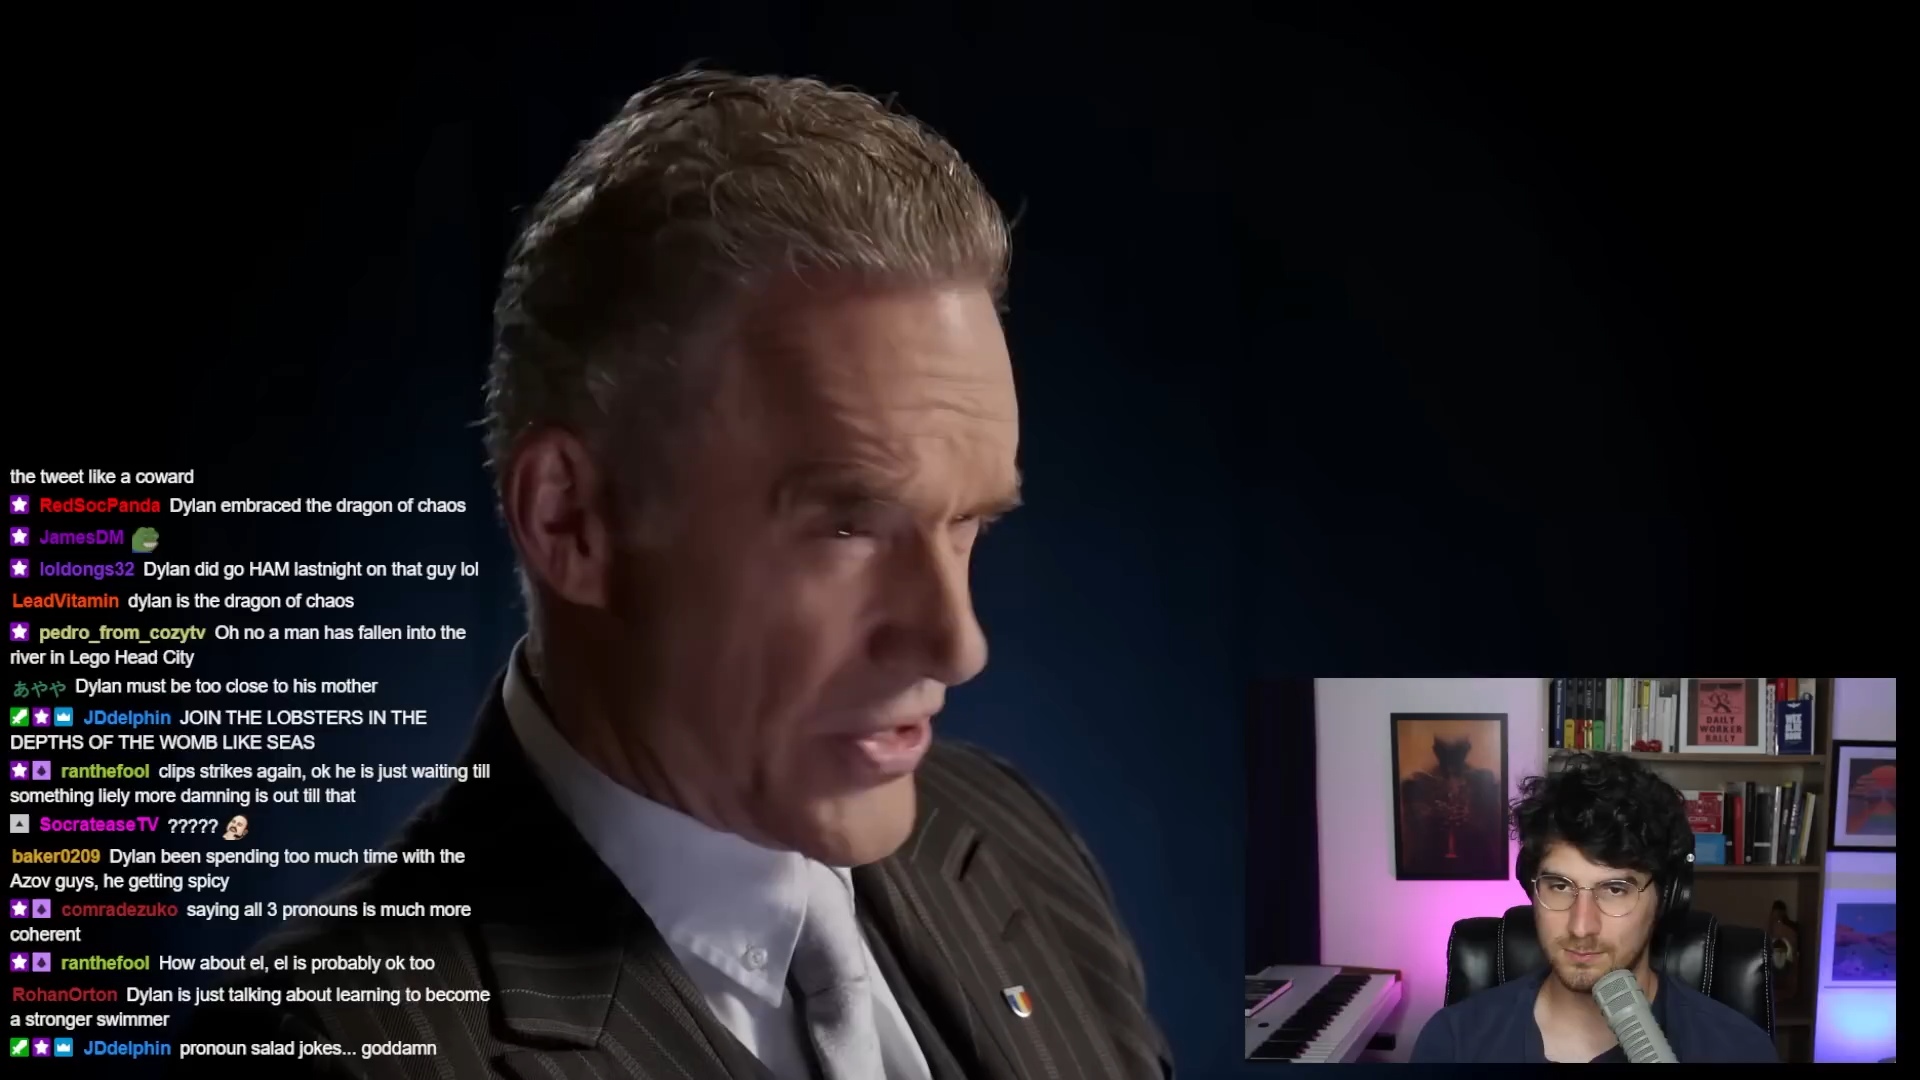 the tweet like a coward
RedSocPanda Dylan embraced the dragon of chaos
JamesDM
loldongs32 Dylan did go HAM lastnight on that guy lol
LeadVitamin dylan is the dragon of chaos
pedro_from_cozytv Oh no a man has fallen into the
river in Lego Head City
あやや Dylan must be too close to his mother
JDdelphin JOIN THE LOBSTERS IN THE
DEPTHS OF THE WOMB LIKE SEAS
ranthefool clips strikes again, ok he is just waiting till
something liely more damning is out till that
SocrateaseTV ?????
baker0209 Dylan been spending too much time with the
Azov guys, he getting spicy
comradezuko saying all 3 pronouns is much more
coherent
ranthefool How about el, el is probably ok too
RohanOrton Dylan is just talking about learning to become
a stronger swimmer
JDdelphin pronoun salad jokes... goddamn
DAILY
WORKER
RALLY